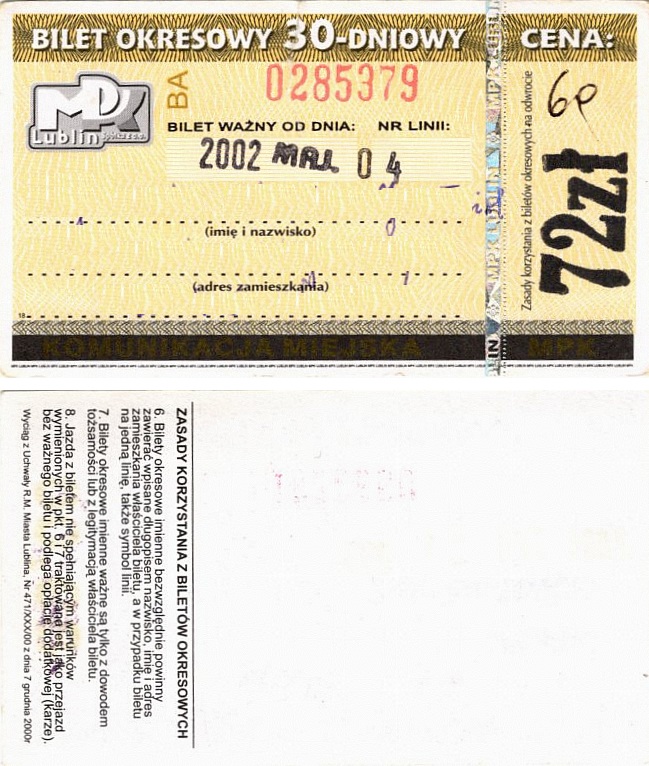 BILET OKRESOWY 30-DNIOWY
CENA:
MPK
Lublin Spółka z o.o.
BA
0285379
BILET WAŻNY OD DNIA: NR LINII:
2002 MAJ. 04
(imię i nazwisko)
(adres zamieszkania)
18
KOMUNIKACJA MIEJSKA
MPK
MPK LUBLIN
Zasady korzystania z biletów okresowych na odwrocie
72zł
ZASADY KORZYSTANIA Z BILETÓW OKRESOWYCH
6. Bilety okresowe imienne bezwzględnie powinny
zawierać wpisane długopisem nazwisko, imię i adres
zamieszkania właściciela biletu, a w przypadku biletu
na jedną linię, także symbol linii.
7. Bilety okresowe imienne ważne są tylko z dowodem
tożsamości lub z legitymacją właściciela biletu.
8. Jazda z biletem nie spełniającym warunków
wymienionych w pkt. 6 i 7 traktowane jest jako przejazd
bez ważnego biletu i podlega opłacie dodatkowej (karze).
Wyciąg z Uchwały R.M. Miasta Lublina, Nr 471/XXX/00 z dnia 7 grudnia 2000r